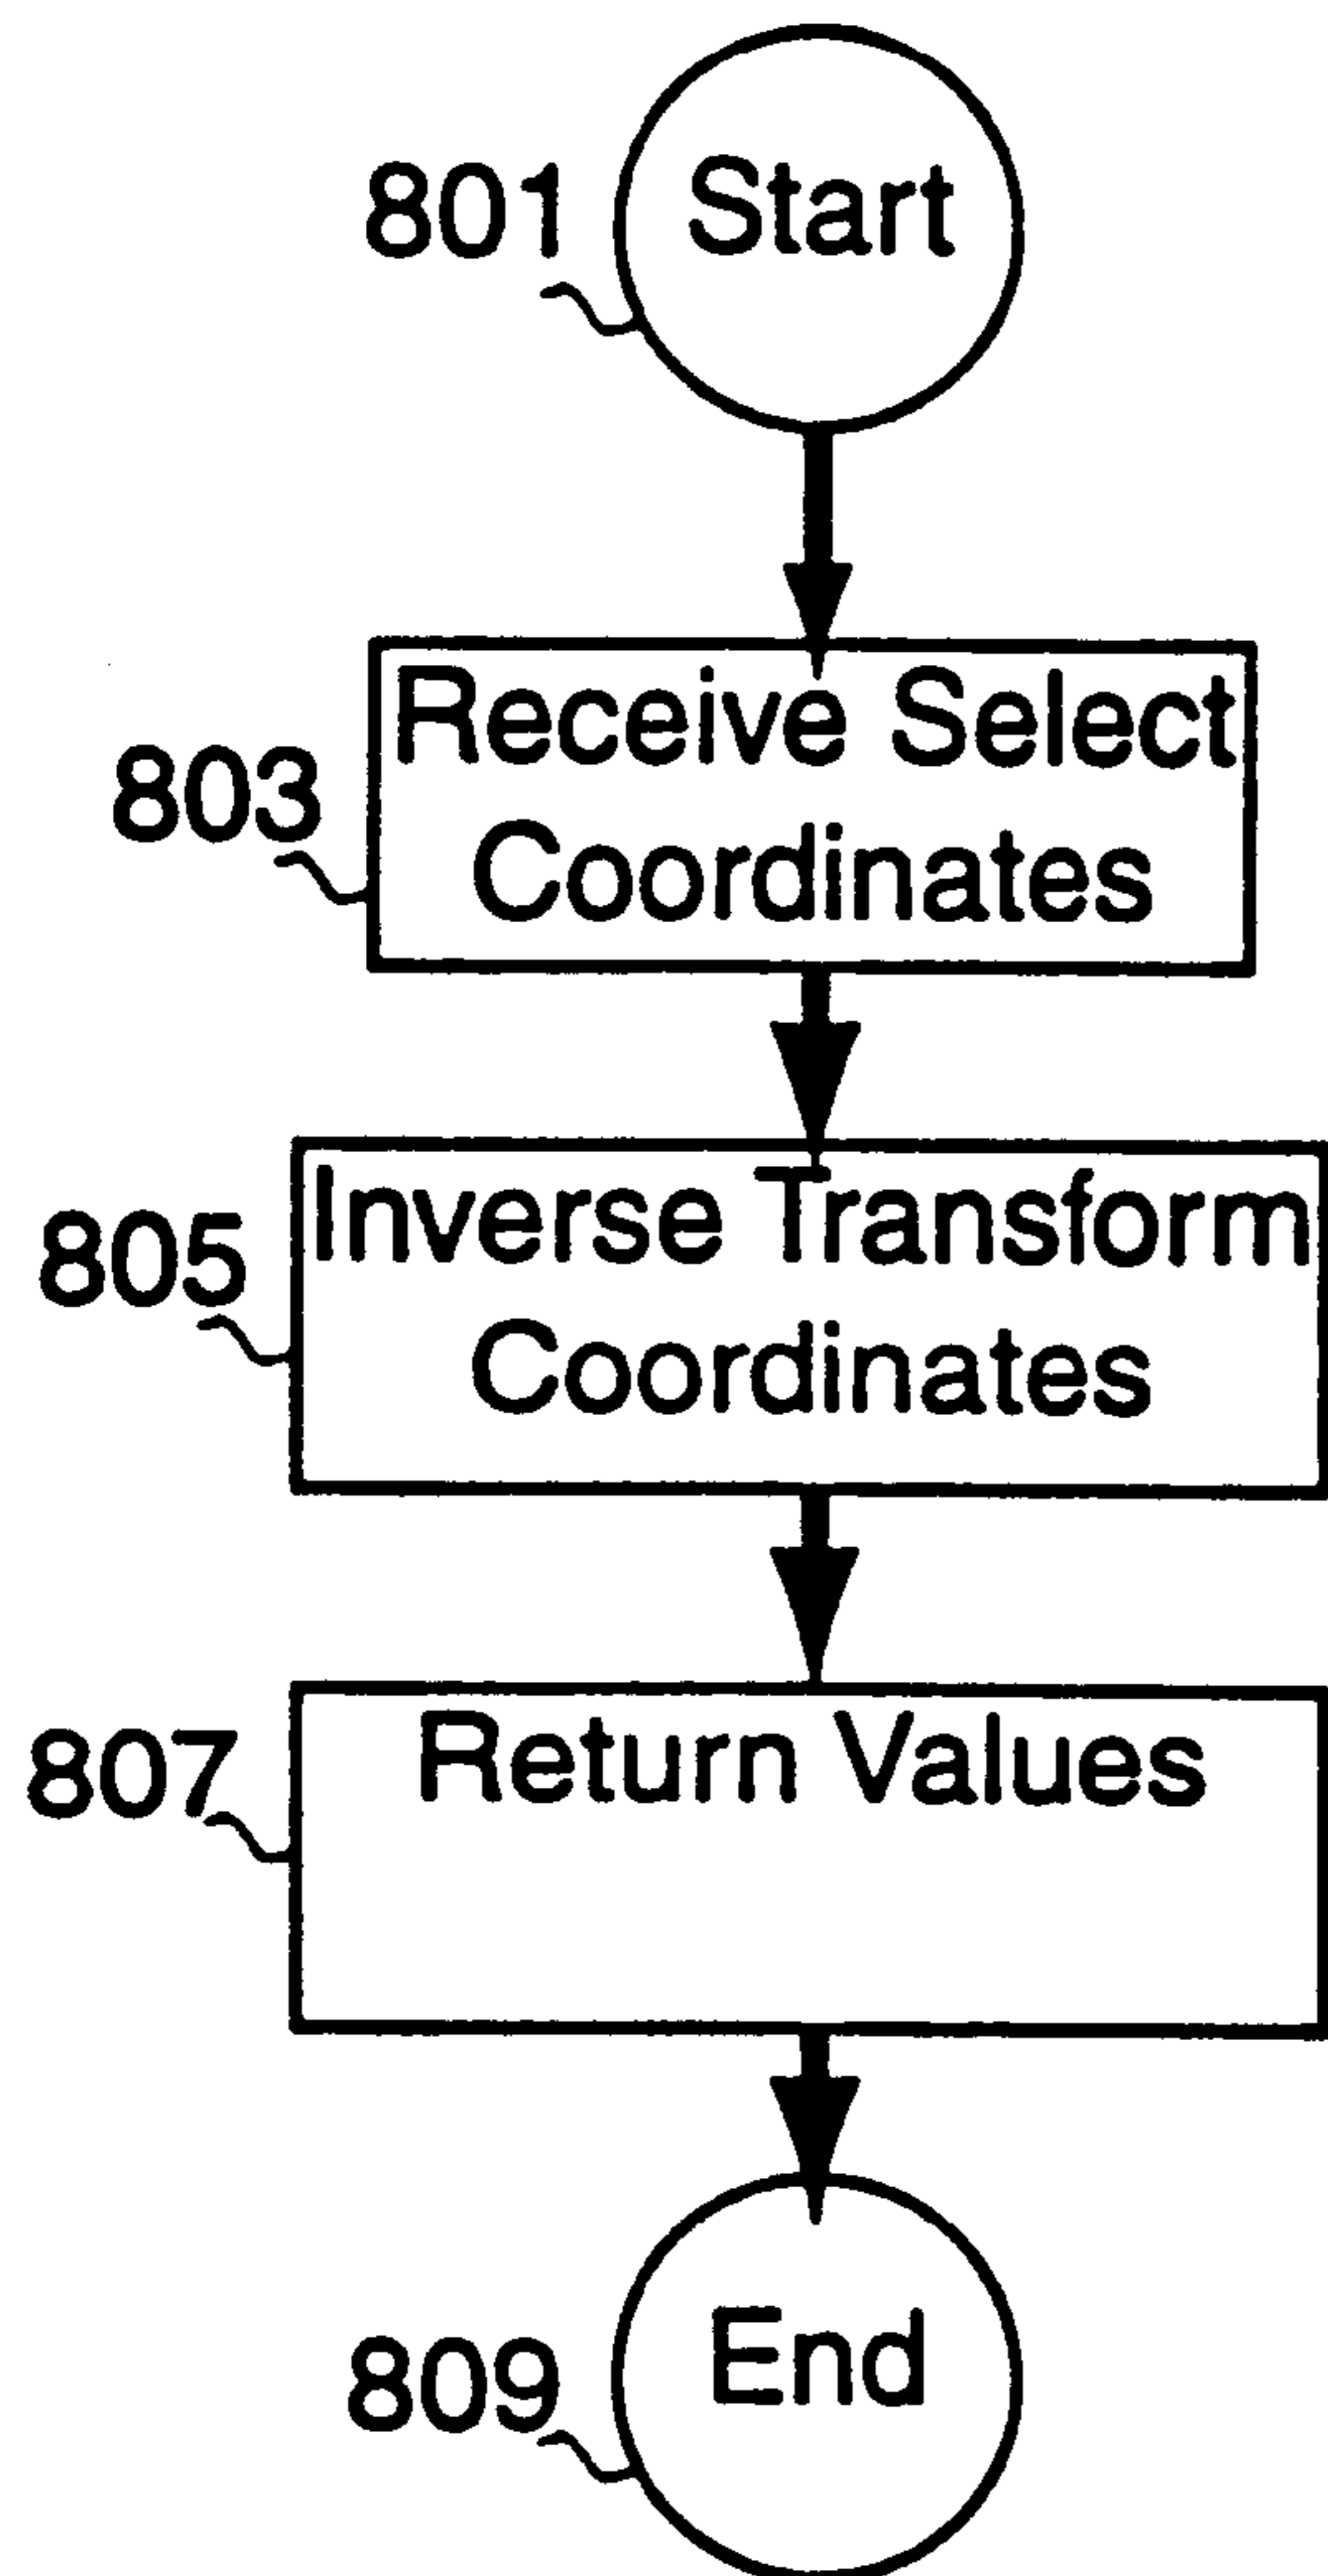 801
Start
803
Receive Select
Coordinates
805
Inverse Transform
Coordinates
807
Return Values
809
End